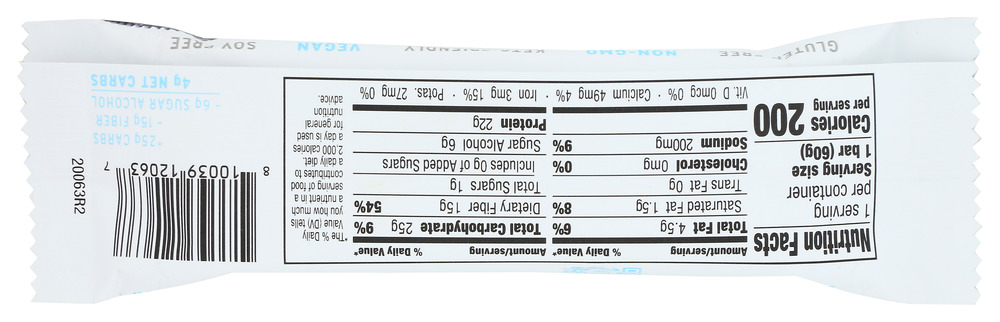 Nutrition Facts
1 serving
per container
Serving size
1 bar (60g)
Calories 200
per serving
Amount/serving % Daily Value*
Total Fat 4.5g 6%
Saturated Fat 1.5g 8%
Trans Fat 0g
Cholesterol 0mg 0%
Sodium 200mg 9%
Amount/serving % Daily Value*
Total Carbohydrate 25g 9%
Dietary Fiber 15g 54%
Total Sugars 1g
Includes 0g of Added Sugars
Sugar Alcohol 6g
Protein 22g
Vit. D 0mcg 0% · Calcium 49mg 4% · Iron 3mg 15% · Potas. 27mg 0%
*The % Daily
Value (DV) tells
you how much
a nutrient in a
serving of food
contributes to
a daily diet.
2,000 calories
a day is used
for general
nutrition
advice.
8 10039 12063 7
20063R2
*25g CARBS
- 15g FIBER
- 6g SUGAR ALCOHOL
4g NET CARBS
NON-GMO
VEGAN
SOY FREE